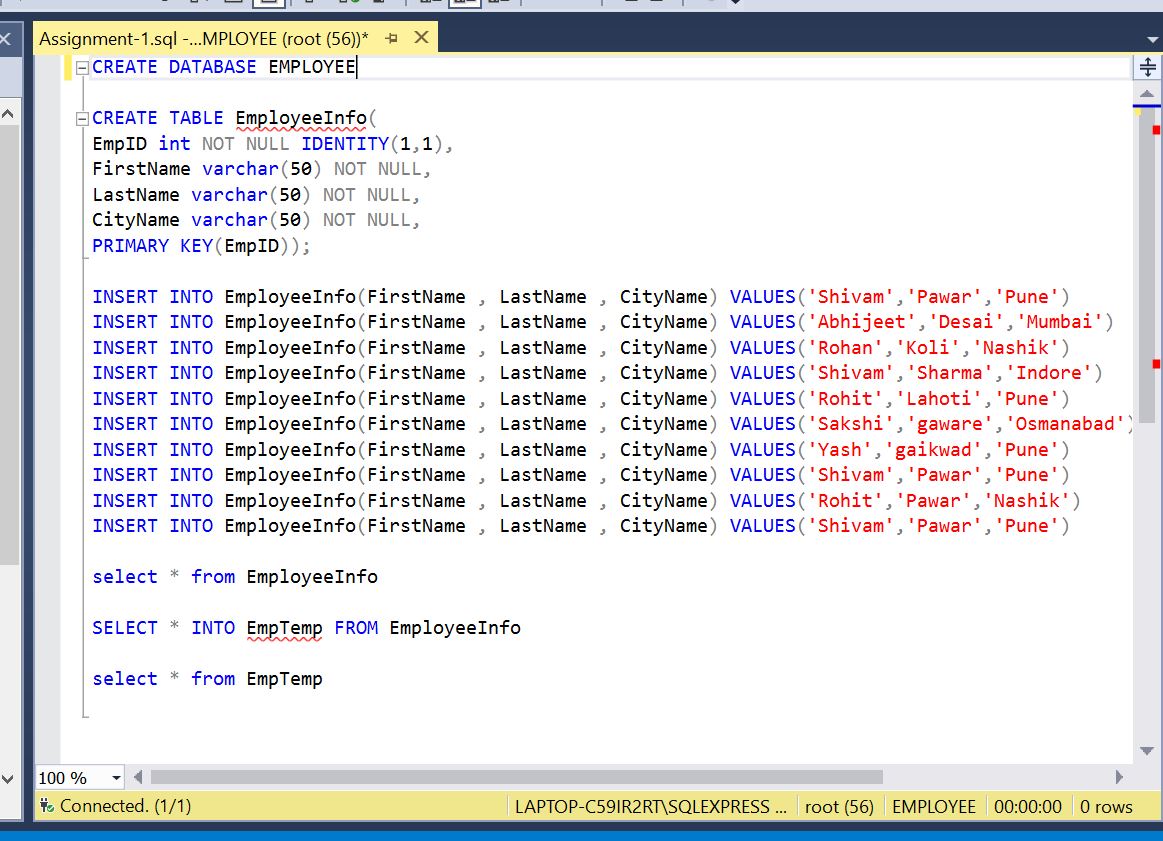 Assignment-1.sql -...MPLOYEE (root (56))*
CREATE DATABASE EMPLOYEE
CREATE TABLE EmployeeInfo(
EmpID int NOT NULL IDENTITY(1,1),
FirstName varchar(50) NOT NULL,
LastName varchar(50) NOT NULL,
CityName varchar(50) NOT NULL,
PRIMARY KEY(EmpID));
INSERT INTO EmployeeInfo(FirstName , LastName , CityName) VALUES('Shivam','Pawar','Pune')
INSERT INTO EmployeeInfo(FirstName , LastName , CityName) VALUES('Abhijeet','Desai','Mumbai')
INSERT INTO EmployeeInfo(FirstName , LastName , CityName) VALUES('Rohan','Koli','Nashik')
INSERT INTO EmployeeInfo(FirstName , LastName , CityName) VALUES('Shivam','Sharma','Indore')
INSERT INTO EmployeeInfo(FirstName , LastName , CityName) VALUES('Rohit','Lahoti','Pune')
INSERT INTO EmployeeInfo(FirstName , LastName , CityName) VALUES('Sakshi','gaware','Osmanabad')
INSERT INTO EmployeeInfo(FirstName , LastName , CityName) VALUES('Yash','gaikwad','Pune')
INSERT INTO EmployeeInfo(FirstName , LastName , CityName) VALUES('Shivam','Pawar','Pune')
INSERT INTO EmployeeInfo(FirstName , LastName , CityName) VALUES('Rohit','Pawar','Nashik')
INSERT INTO EmployeeInfo(FirstName , LastName , CityName) VALUES('Shivam','Pawar','Pune')
select * from EmployeeInfo
SELECT * INTO EmpTemp FROM EmployeeInfo
select * from EmpTemp
100 %
Connected. (1/1) LAPTOP-C59IR2RT\SQLEXPRESS ... root (56) EMPLOYEE 00:00:00 0 rows